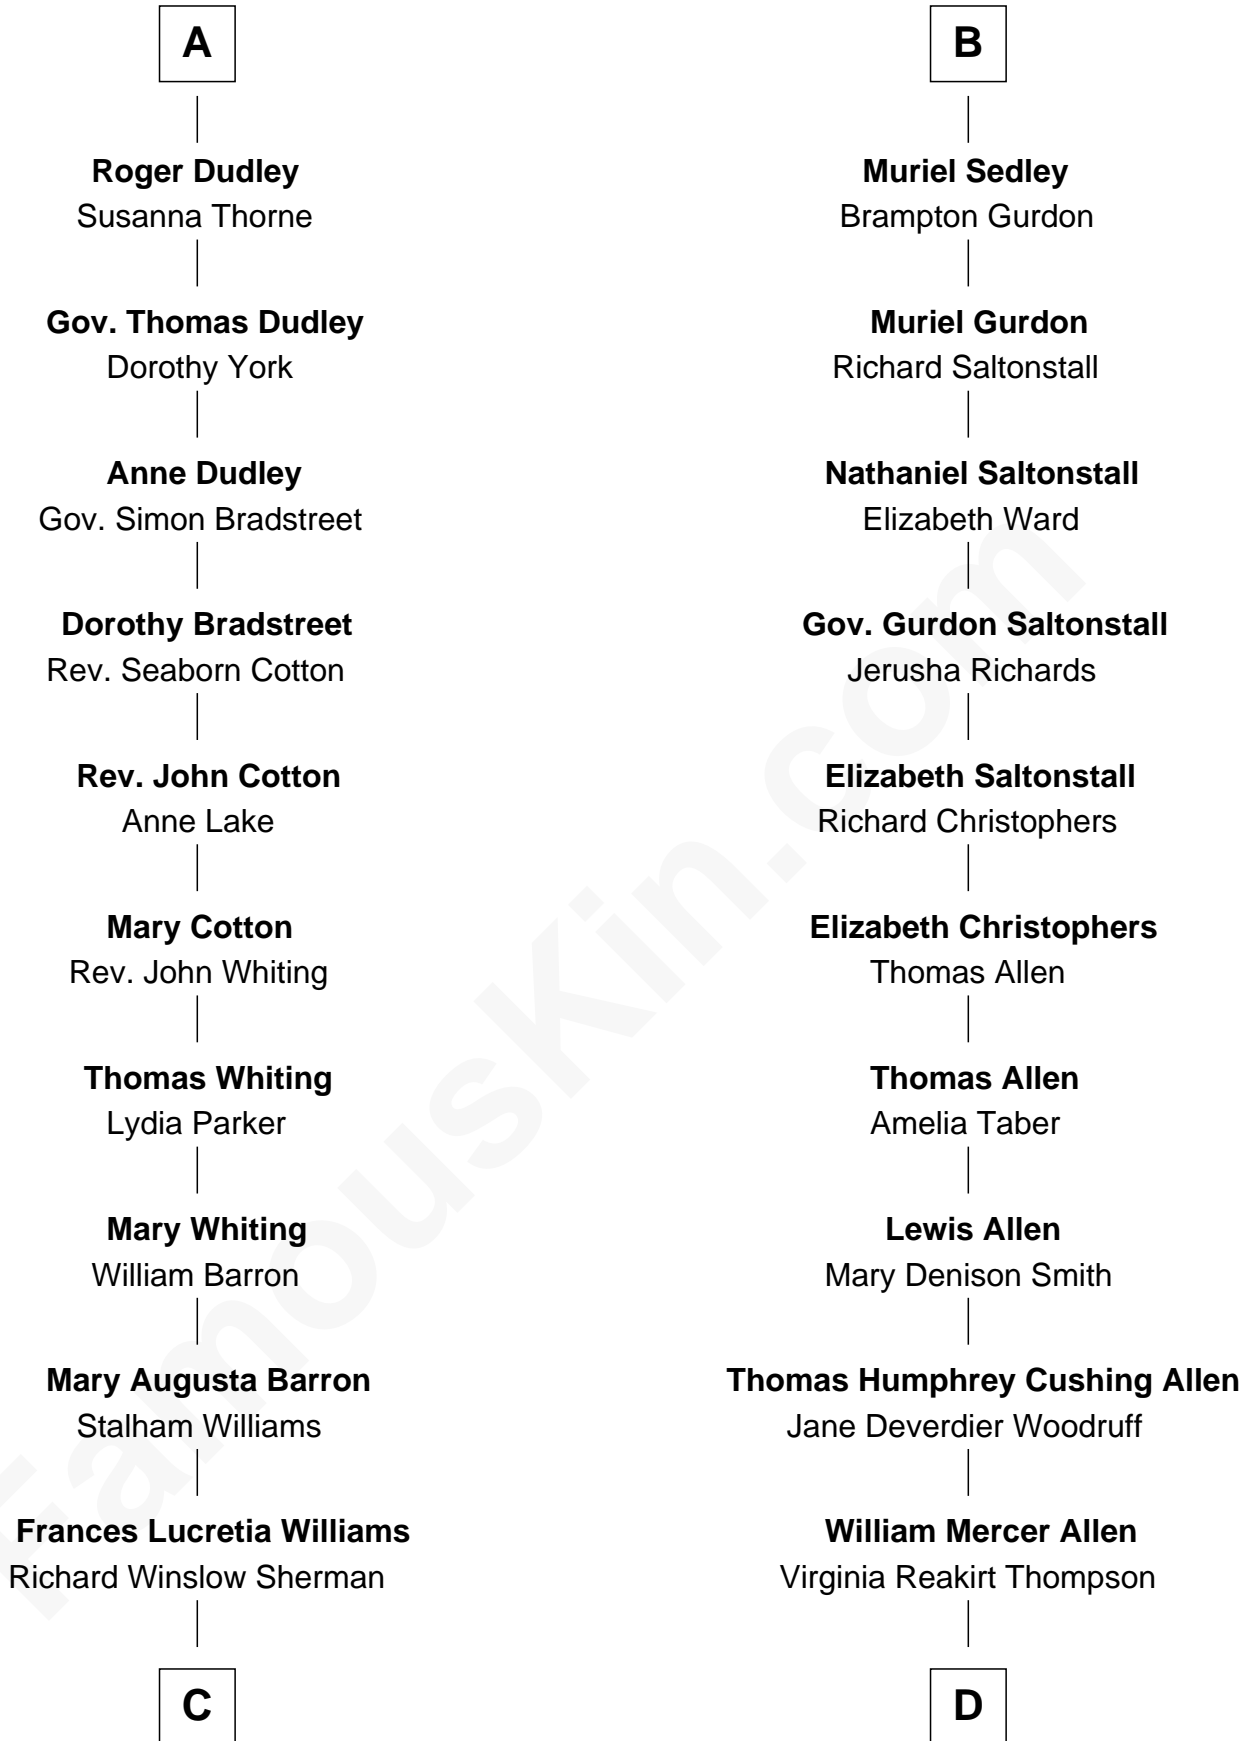 A
Roger Dudley
Susanna Thorne
Gov. Thomas Dudley
Dorothy York
Anne Dudley
Gov. Simon Bradstreet
Dorothy Bradstreet
Rev. Seaborn Cotton
Rev. John Cotton
Anne Lake
Mary Cotton
Rev. John Whiting
Thomas Whiting
Lydia Parker
Mary Whiting
William Barron
Mary Augusta Barron
Stalham Williams
Frances Lucretia Williams
Richard Winslow Sherman
C
B
Muriel Sedley
Brampton Gurdon
Muriel Gurdon
Richard Saltonstall
Nathaniel Saltonstall
Elizabeth Ward
Gov. Gurdon Saltonstall
Jerusha Richards
Elizabeth Saltonstall
Richard Christophers
Elizabeth Christophers
Thomas Allen
Thomas Allen
Amelia Taber
Lewis Allen
Mary Denison Smith
Thomas Humphrey Cushing Allen
Jane Deverdier Woodruff
William Mercer Allen
Virginia Reakirt Thompson
D
FamousKin.com